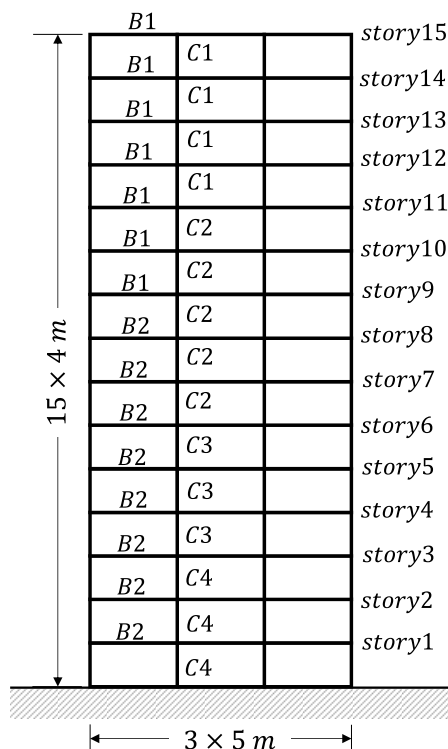 B1 story15
B1 C1 story14
B1 C1 story13
B1 C1 story12
B1 C1 story11
B1 C2 story10
B1 C2 story9
B2 C2 story8
B2 C2 story7
B2 C2 story6
B2 C3 story5
B2 C3 story4
B2 C3 story3
B2 C4 story2
B2 C4 story1
C4
15 × 4 m
3 × 5 m